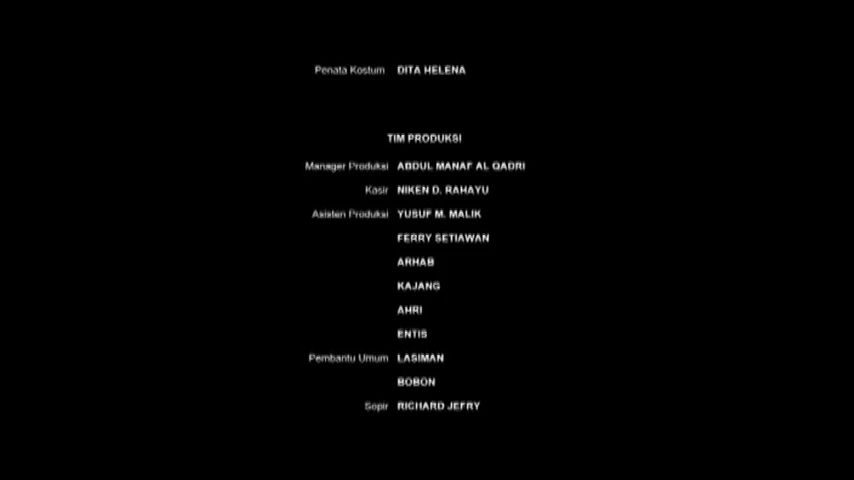 Penata Kostum DITA HELENA
TIM PRODUKSI
Manager Produksi ABDUL MANAF AL QADRI
Kasir NIKEN D. RAHAYU
Asisten Produksi YUSUF M. MALIK
FERRY SETIAWAN
ARHAB
KAJANG
AHRI
ENTIS
Pembantu Umum LASIMAN
BOBON
Sopir RICHARD JEFRY